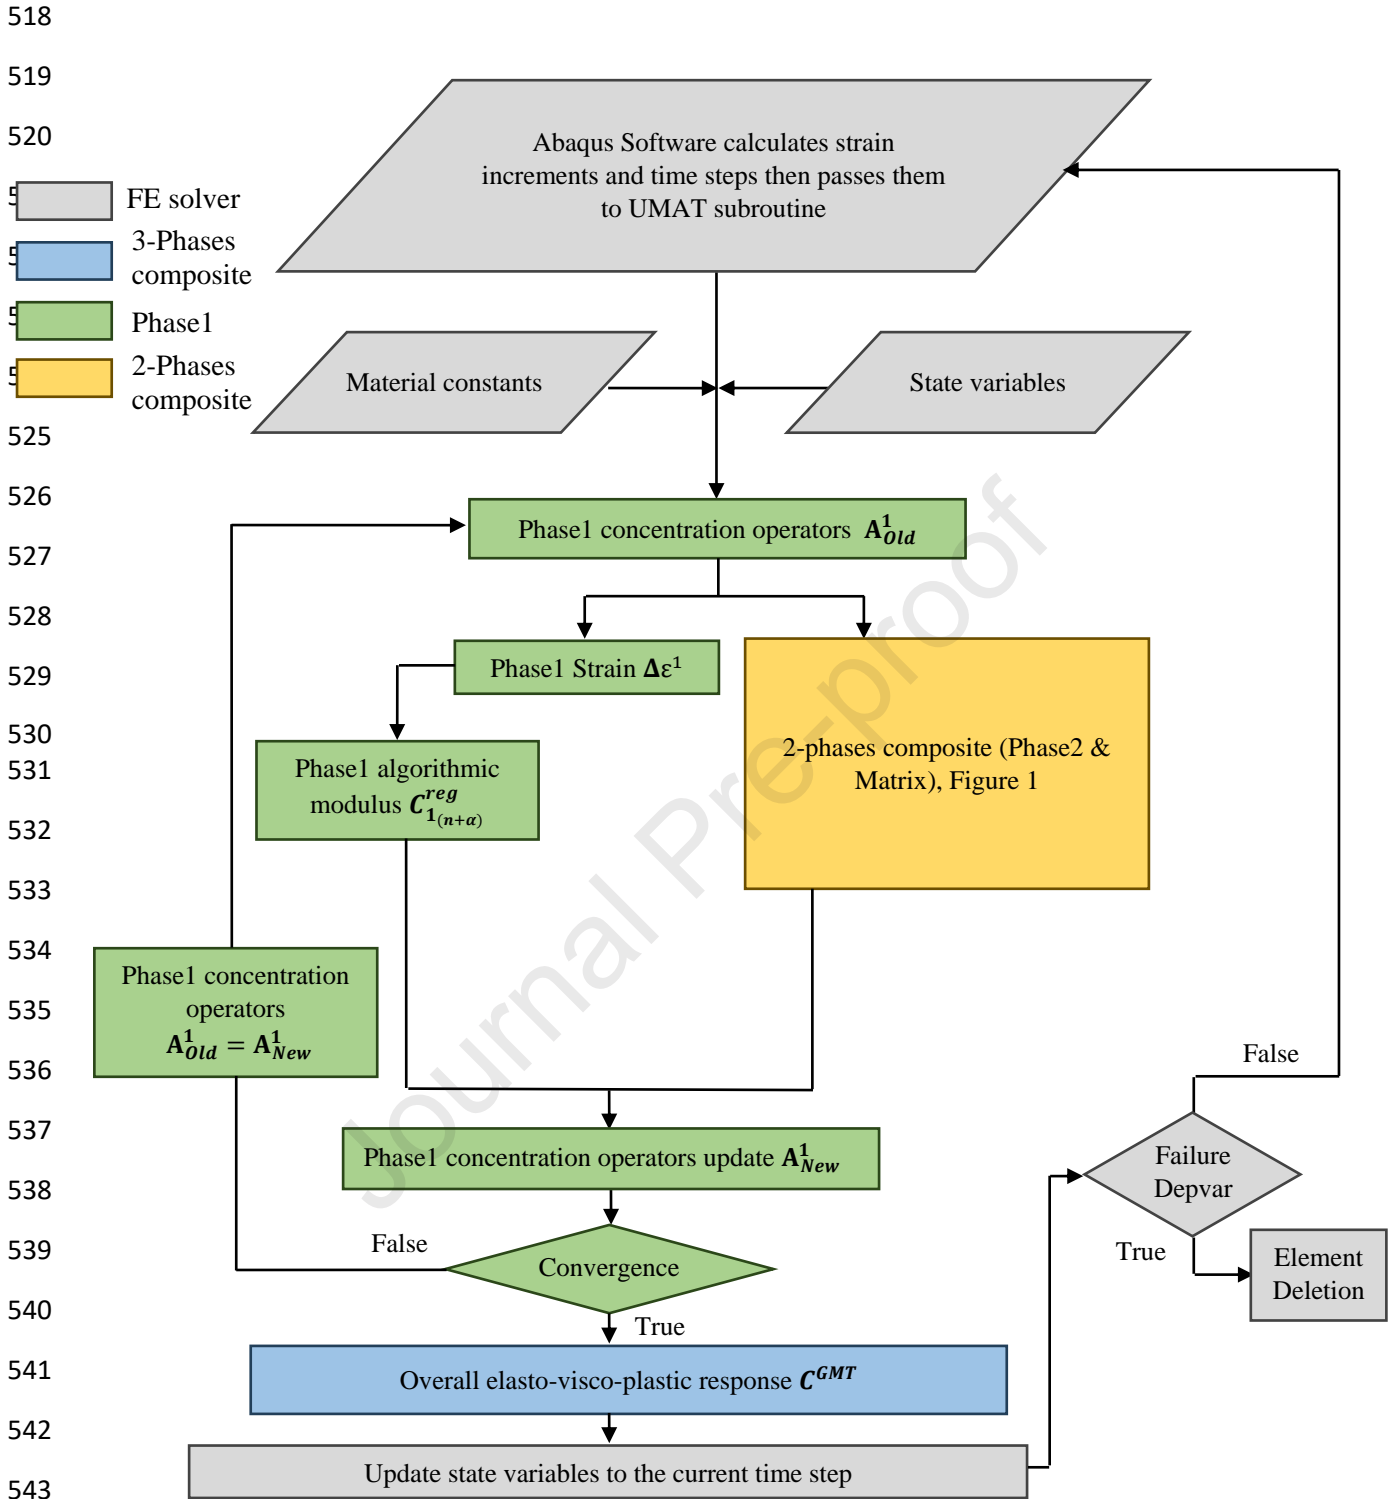 518
519
520
Abaqus Software calculates strain
increments and time steps then passes them
to UMAT subroutine
FE solver
3-Phases
composite
Phase1
2-Phases
composite
Material constants
State variables
525
526
Phase1 concentration operators A¹_Old
527
528
Phase1 Strain Δε¹
529
530
531
Phase1 algorithmic
modulus C^reg_1(n+α)
2-phases composite (Phase2 &
Matrix), Figure 1
532
533
534
Phase1 concentration
operators
A¹_Old = A¹_New
535
536
False
537
Phase1 concentration operators update A¹_New
Failure
Depvar
538
539
False
Convergence
True
Element
Deletion
540
True
541
Overall elasto-visco-plastic response C^GMT
542
Update state variables to the current time step
543
Journal Pre-proof